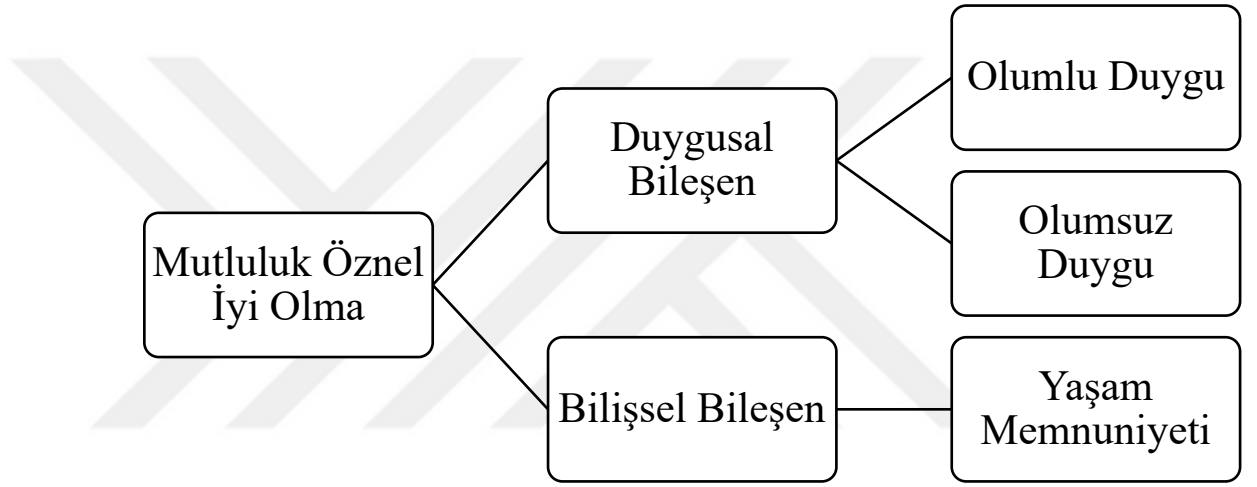 Mutluluk Öznel
İyi Olma
Duygusal
Bileşen
Olumlu Duygu
Olumsuz
Duygu
Bilişsel Bileşen
Yaşam
Memnuniyeti